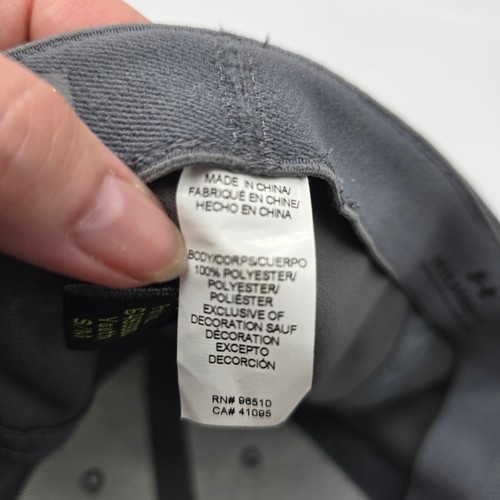 MADE IN CHINA/
FABRIQUÉ EN CHINE/
HECHO EN CHINA
BODY/CORPS/CUERPO
100% POLYESTER/
POLYESTER/
POLIÉSTER
EXCLUSIVE OF
DECORATION SAUF
DÉCORATION
EXCEPTO
DECORCIÓN
RN# 96510
CA# 41095
Youth
S/M